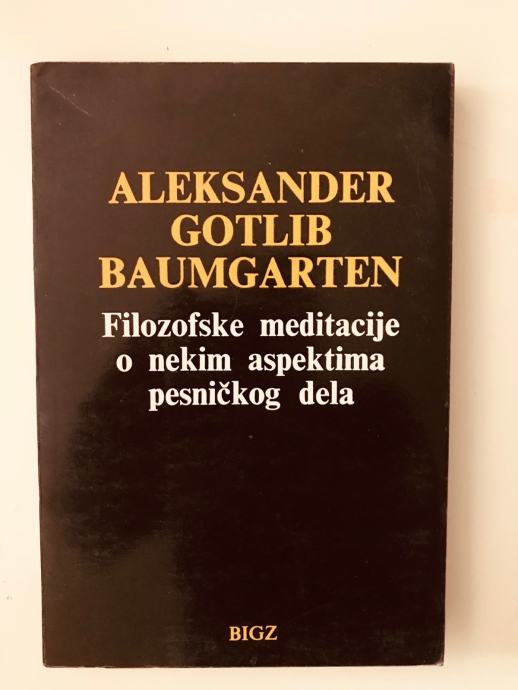 ALEKSANDER
GOTLIB
BAUMGARTEN
Filozofske meditacije
o nekim aspektima
pesničkog dela
BIGZ